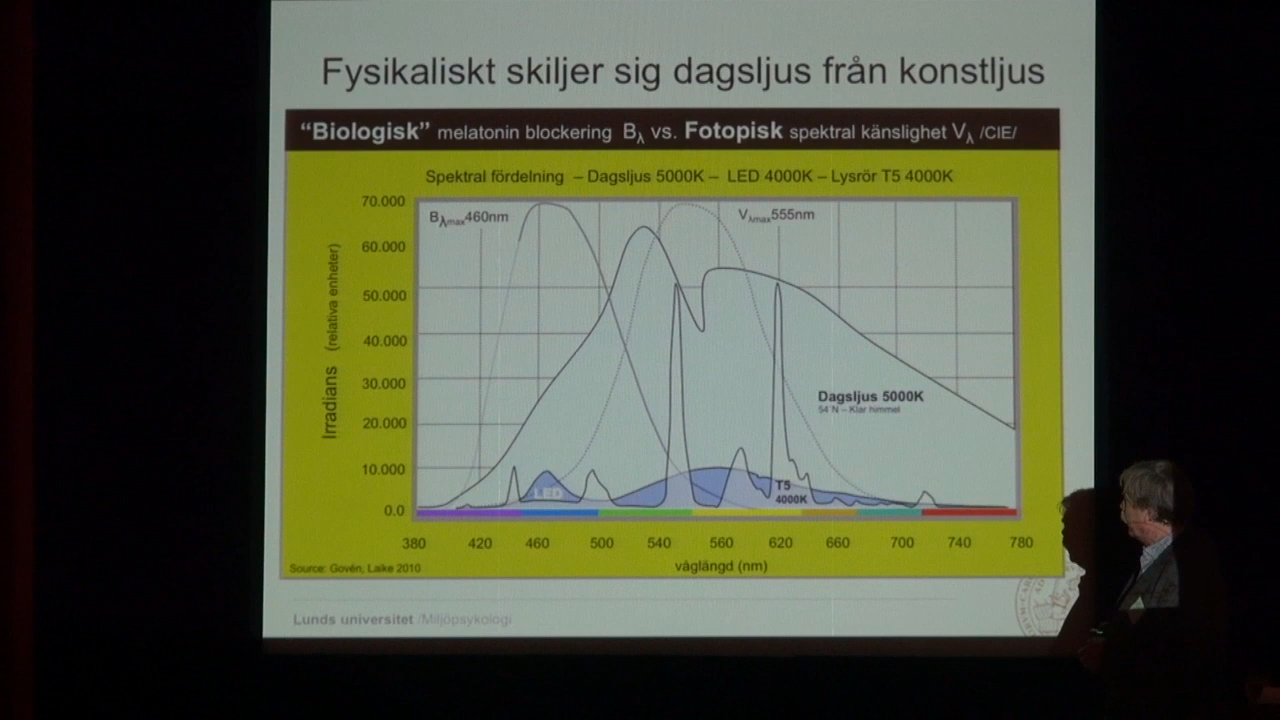 Fysikaliskt skiljer sig dagsljus från konstljus
“Biologisk” melatonin blockering Bλ vs. Fotopisk spektral känslighet Vλ /CIE/
Spektral fördelning – Dagsljus 5000K – LED 4000K – Lysrör T5 4000K
Irradians (relativa enheter)
70.000
60.000
50.000
40.000
30.000
20.000
10.000
0.0
Bλmax460nm
Vλmax555nm
Dagsljus 5000K
54°N – Klar himmel
LED
T5
4000K
380 420 460 500 540 560 620 660 700 740 780
våglängd (nm)
Source: Govén, Laike 2010
Lunds universitet /Miljöpsykologi